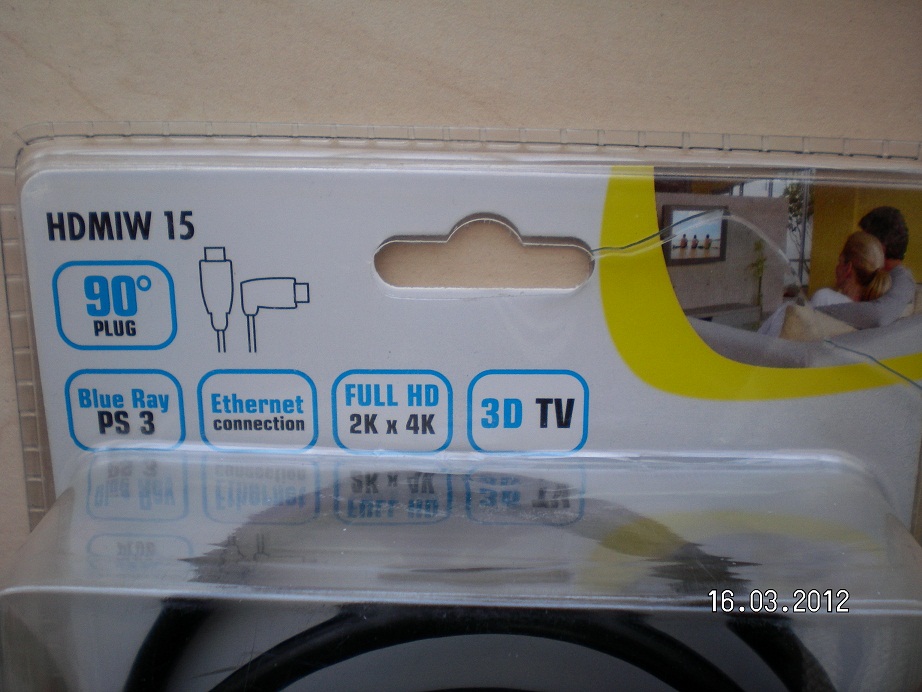 HDMIW 15
90°
PLUG
Blue Ray
PS 3
Ethernet
connection
FULL HD
2K x 4K
3D TV
16.03.2012